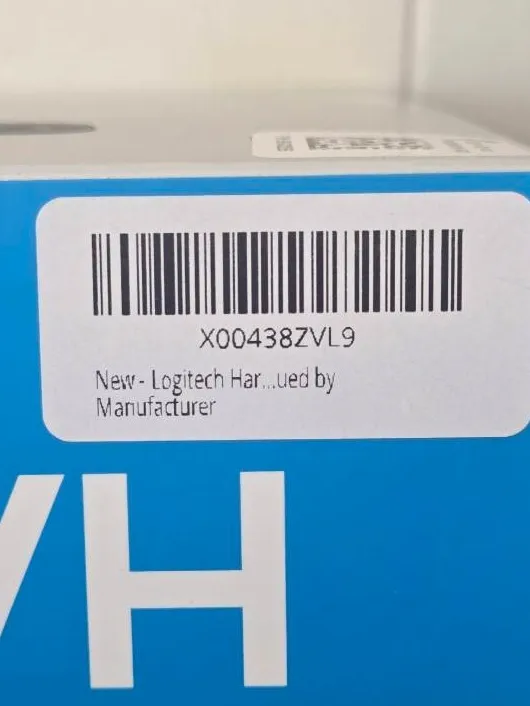 X00438ZVL9
New - Logitech Har...ued by
Manufacturer
VH